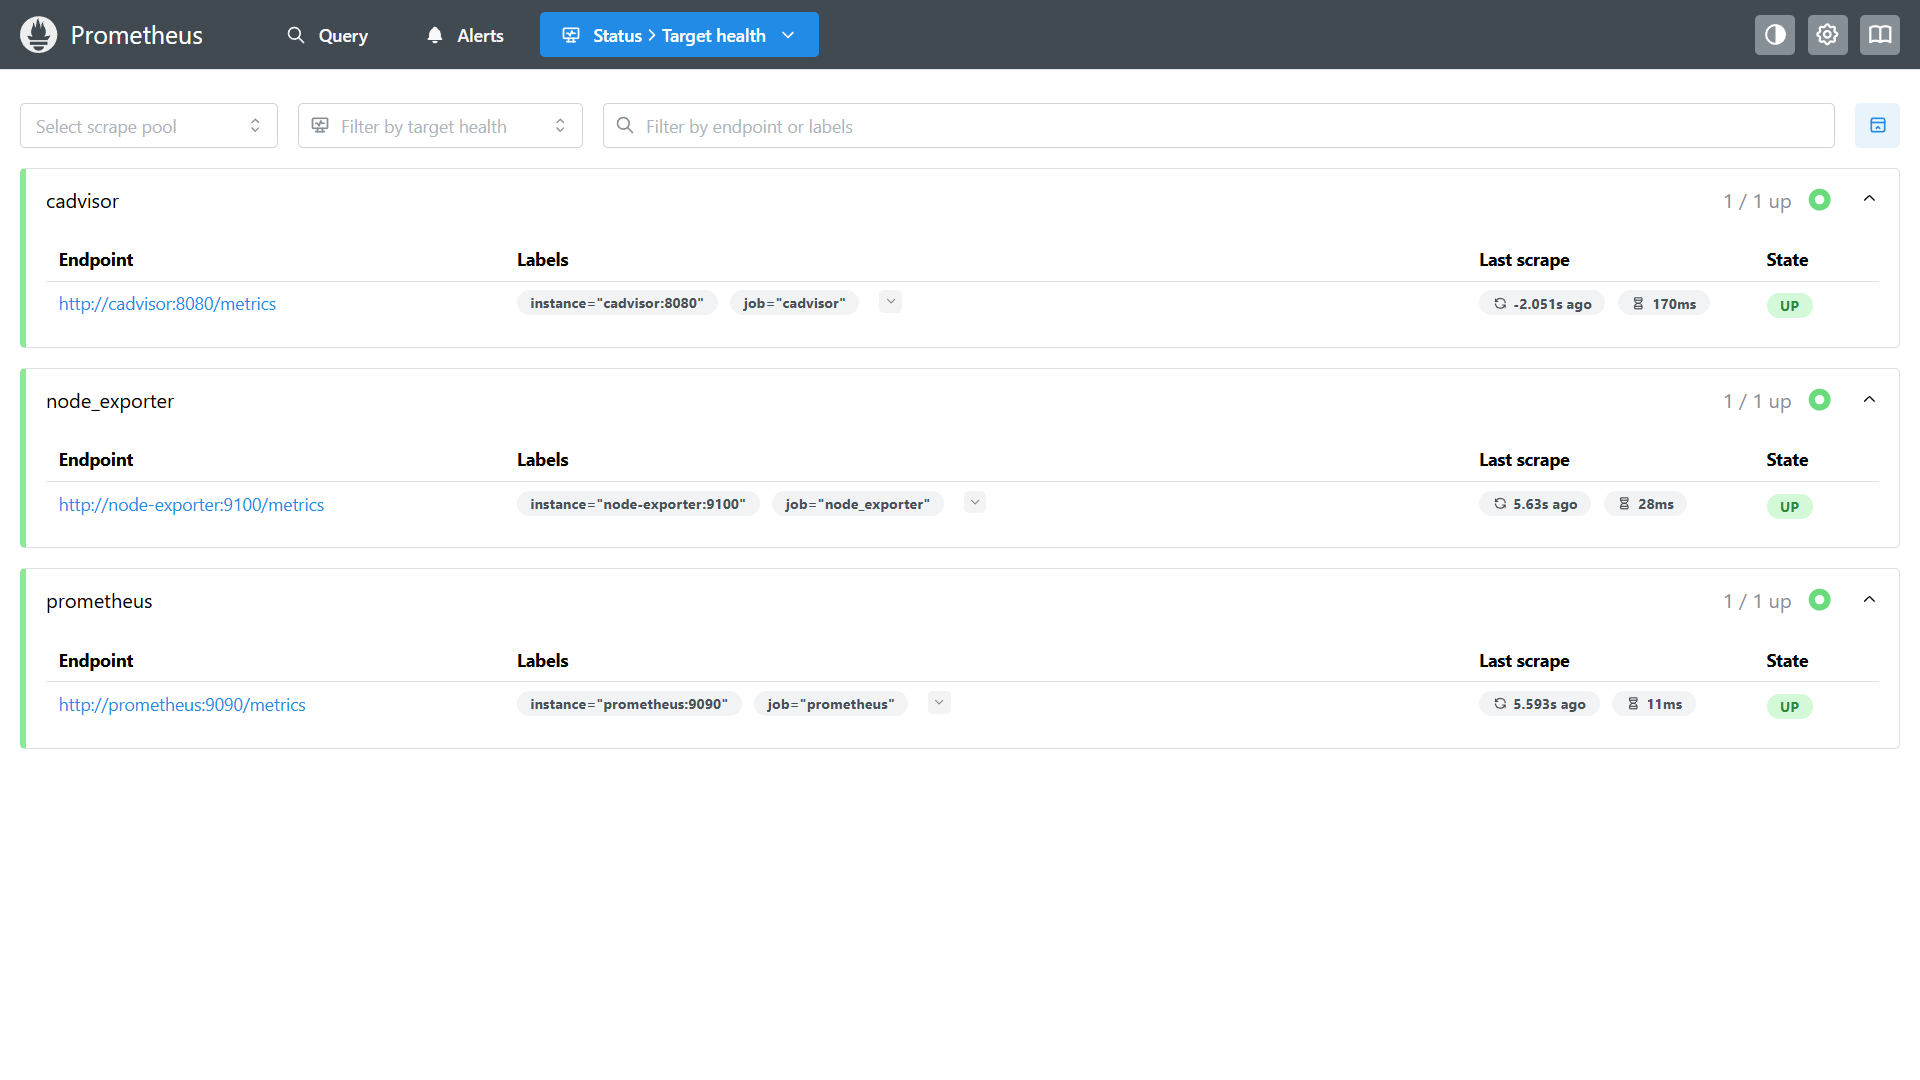 Prometheus Query Alerts Status > Target health
Select scrape pool Filter by target health Filter by endpoint or labels
cadvisor 1 / 1 up
Endpoint Labels Last scrape State
http://cadvisor:8080/metrics instance="cadvisor:8080" job="cadvisor" -2.051s ago 170ms UP
node_exporter 1 / 1 up
Endpoint Labels Last scrape State
http://node-exporter:9100/metrics instance="node-exporter:9100" job="node_exporter" 5.63s ago 28ms UP
prometheus 1 / 1 up
Endpoint Labels Last scrape State
http://prometheus:9090/metrics instance="prometheus:9090" job="prometheus" 5.593s ago 11ms UP